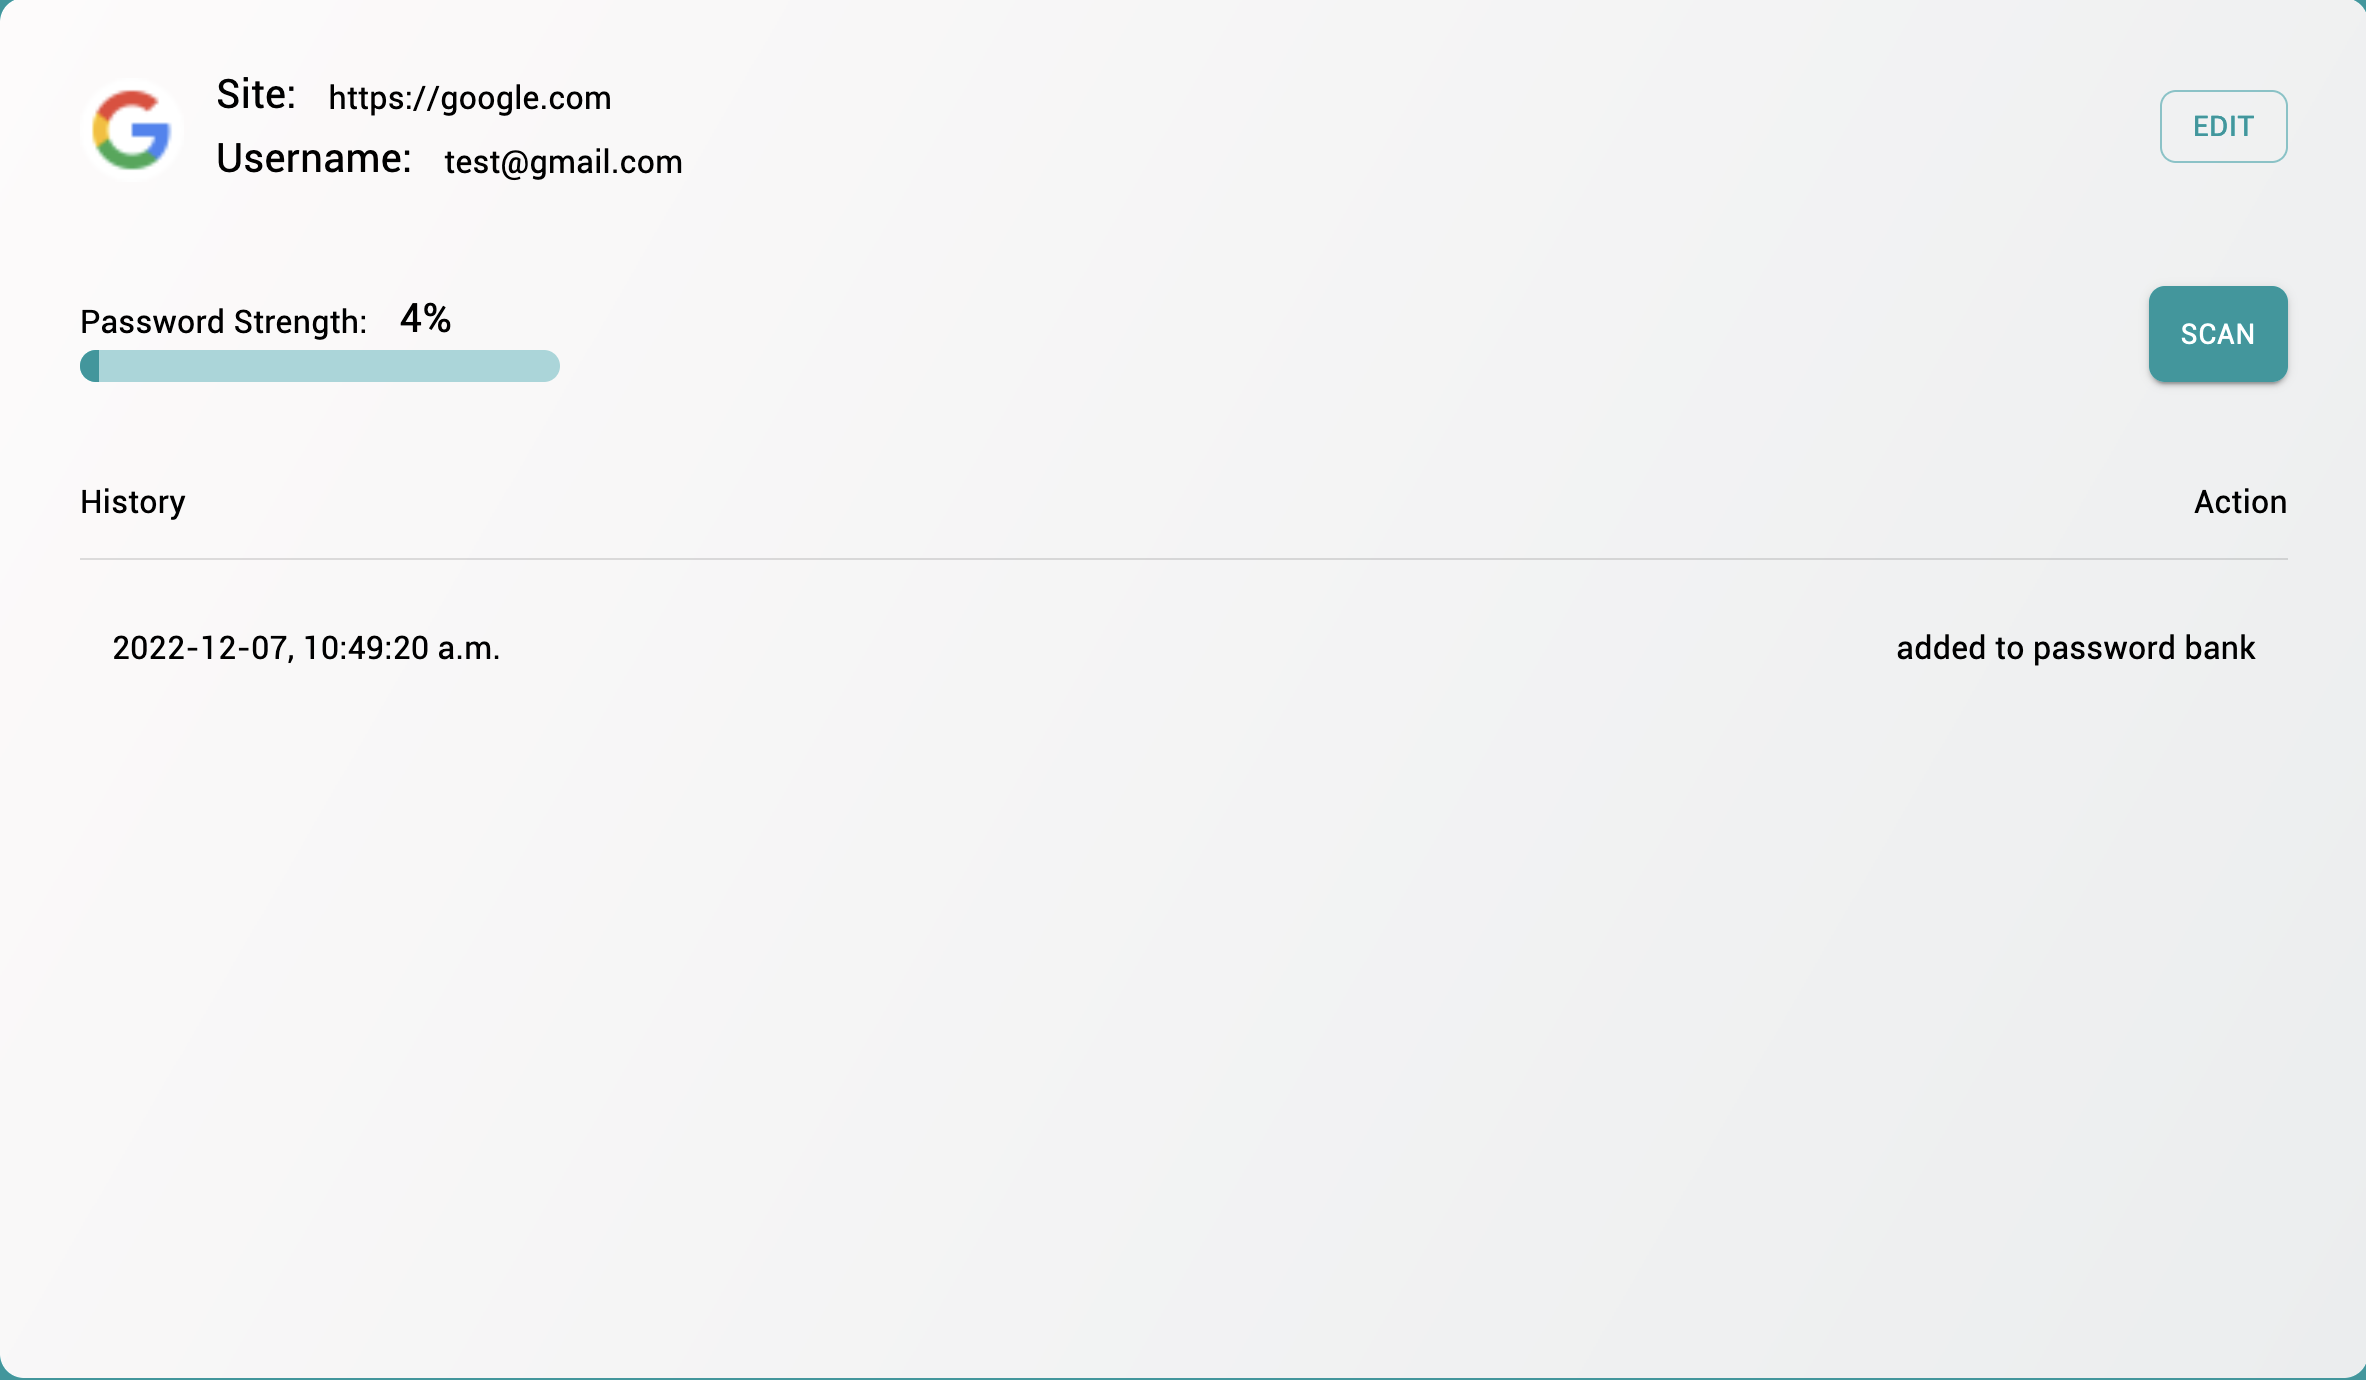 Site: https://google.com
Username: test@gmail.com
EDIT
Password Strength: 4%
SCAN
History Action
2022-12-07, 10:49:20 a.m. added to password bank